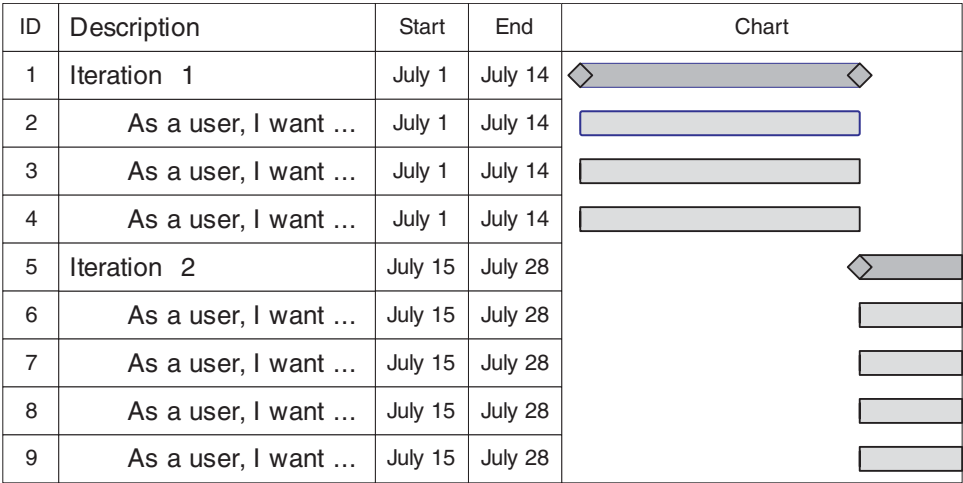 ID Description Start End Chart
1 Iteration 1 July 1 July 14
2 As a user, I want ... July 1 July 14
3 As a user, I want ... July 1 July 14
4 As a user, I want ... July 1 July 14
5 Iteration 2 July 15 July 28
6 As a user, I want ... July 15 July 28
7 As a user, I want ... July 15 July 28
8 As a user, I want ... July 15 July 28
9 As a user, I want ... July 15 July 28